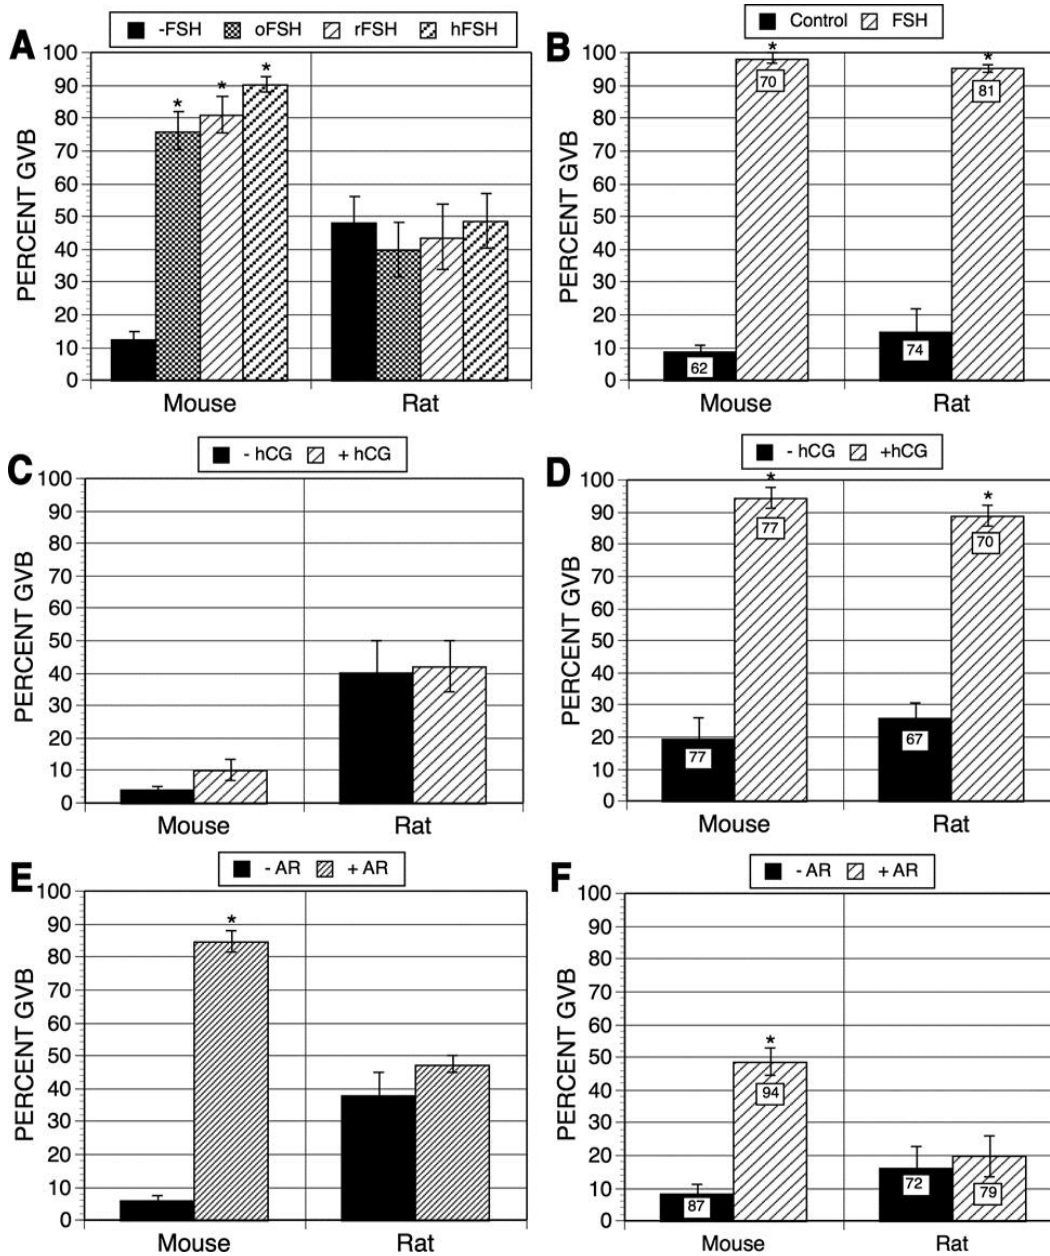 A
-FSH oFSH rFSH hFSH
PERCENT GVB
100
90
80
70
60
50
40
30
20
10
0
* * *
Mouse Rat
B
Control FSH
PERCENT GVB
100
90
80
70
60
50
40
30
20
10
0
* *
70 81
62 74
Mouse Rat
C
- hCG + hCG
PERCENT GVB
100
90
80
70
60
50
40
30
20
10
0
Mouse Rat
D
- hCG +hCG
PERCENT GVB
100
90
80
70
60
50
40
30
20
10
0
* *
77 70
77 67
Mouse Rat
E
- AR + AR
PERCENT GVB
100
90
80
70
60
50
40
30
20
10
0
*
Mouse Rat
F
- AR + AR
PERCENT GVB
100
90
80
70
60
50
40
30
20
10
0
*
94
87 72 79
Mouse Rat